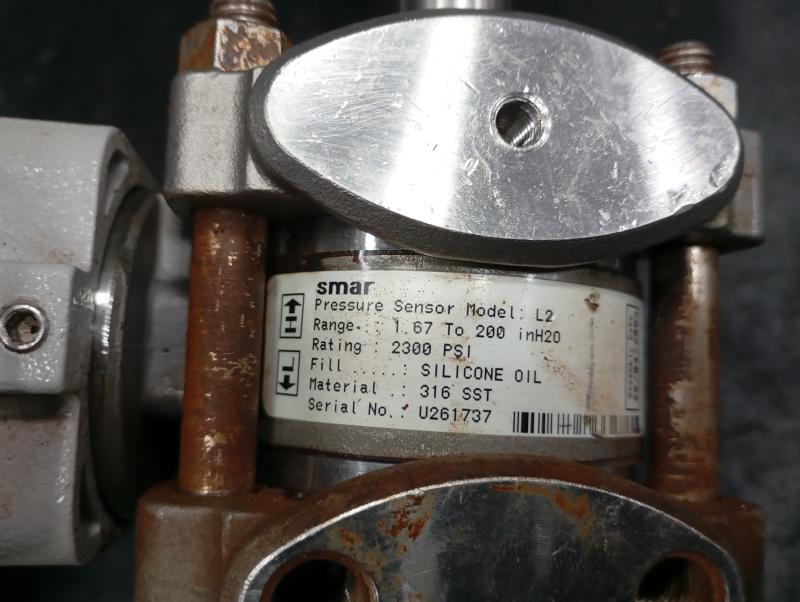 smar
Pressure Sensor Model: L2
Range..: 1.67 To 200 inH2O
Rating : 2300 PSI
Fill .....: SILICONE OIL
Material ..: 316 SST
Serial No.: U261737
H
L